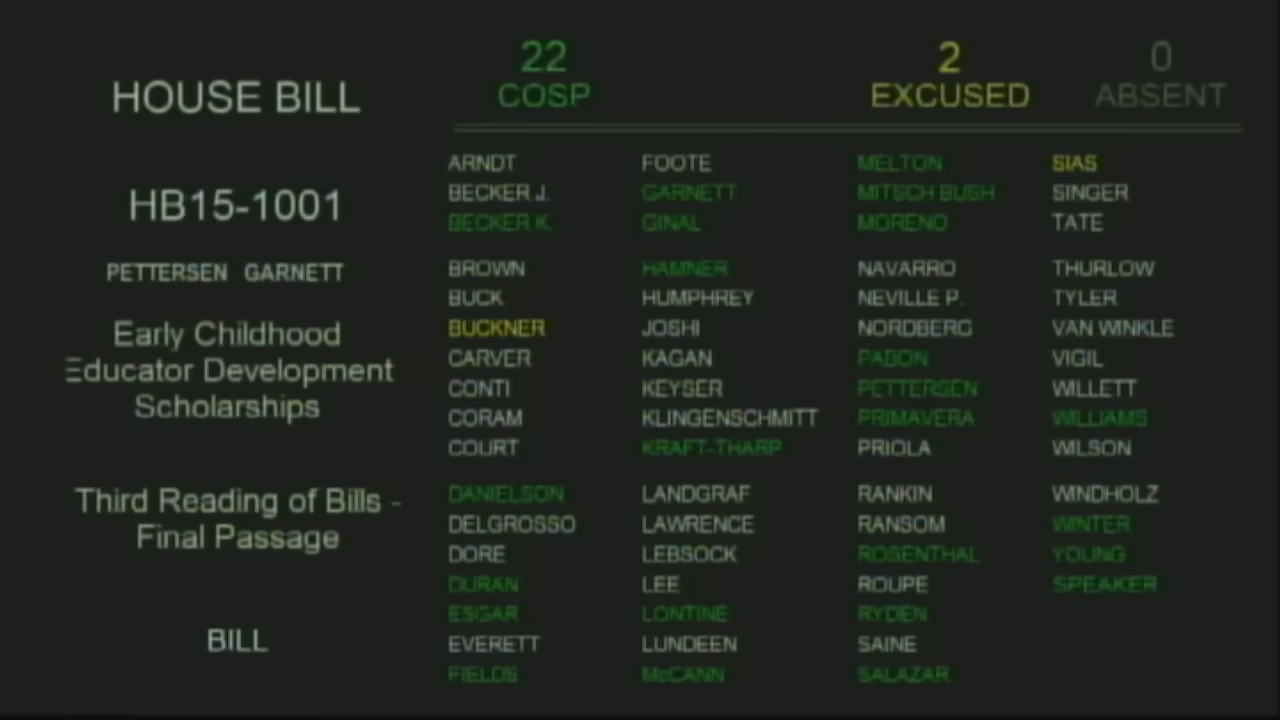 HOUSE BILL
HB15-1001
PETTERSEN GARNETT
Early Childhood
Educator Development
Scholarships
Third Reading of Bills -
Final Passage
BILL
22 2 0
COSP EXCUSED ABSENT
ARNDT FOOTE MELTON SIAS
BECKER J. GARNETT MITSCH BUSH SINGER
BECKER K. GINAL MORENO TATE
BROWN HAMNER NAVARRO THURLOW
BUCK HUMPHREY NEVILLE P. TYLER
BUCKNER JOSHI NORDBERG VAN WINKLE
CARVER KAGAN PABON VIGIL
CONTI KEYSER PETTERSEN WILLETT
CORAM KLINGENSCHMITT PRIMAVERA WILLIAMS
COURT KRAFT-THARP PRIOLA WILSON
DANIELSON LANDGRAF RANKIN WINDHOLZ
DELGROSSO LAWRENCE RANSOM WINTER
DORE LEBSOCK ROSENTHAL YOUNG
DURAN LEE ROUPE SPEAKER
ESGAR LONTINE RYDEN
EVERETT LUNDEEN SAINE
FIELDS McCANN SALAZAR